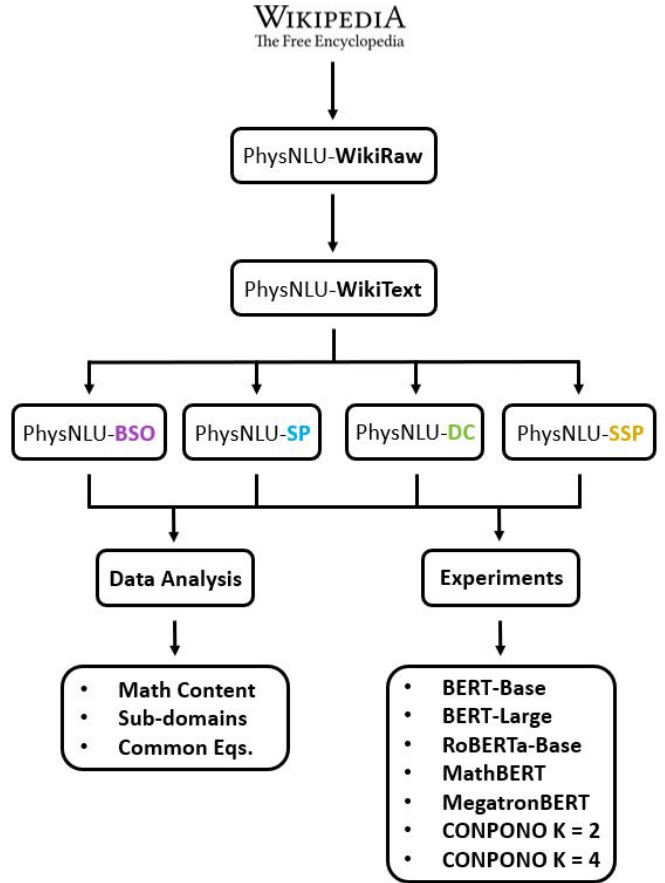 WIKIPEDIA
The Free Encyclopedia
PhysNLU-WikiRaw
PhysNLU-WikiText
PhysNLU-BSO
PhysNLU-SP
PhysNLU-DC
PhysNLU-SSP
Data Analysis
Experiments
• Math Content
• Sub-domains
• Common Eqs.
• BERT-Base
• BERT-Large
• RoBERTa-Base
• MathBERT
• MegatronBERT
• CONPONO K = 2
• CONPONO K = 4